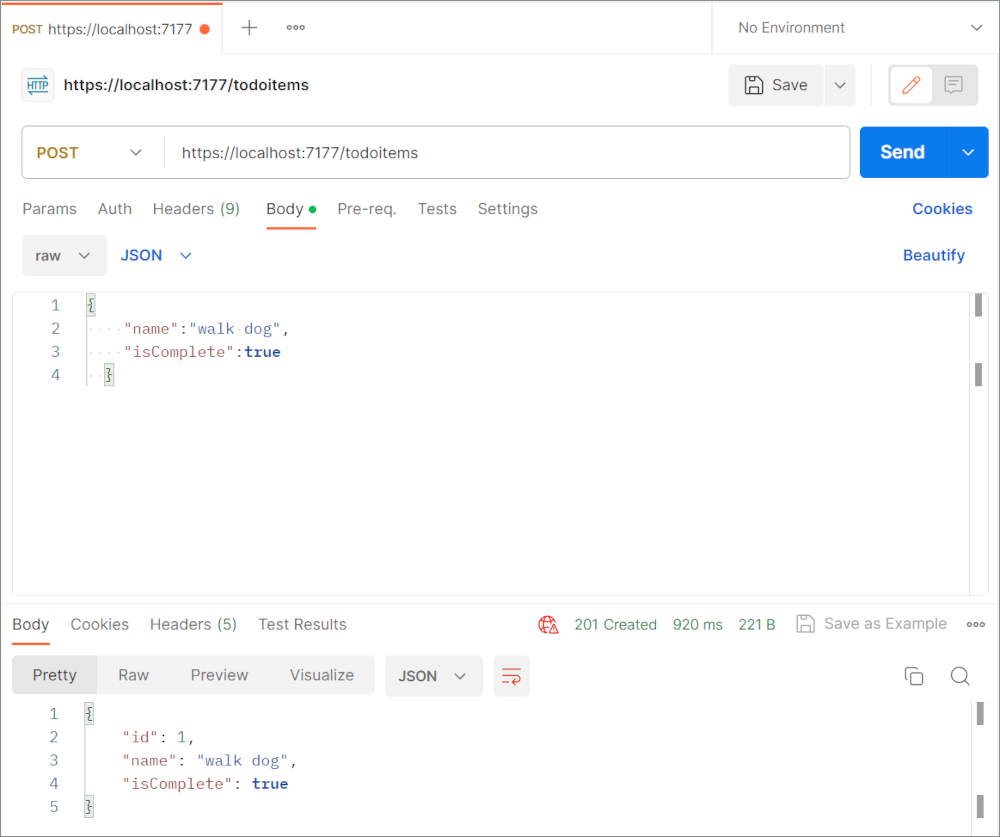 POST https://localhost:7177
No Environment
HTTP https://localhost:7177/todoitems
Save
POST https://localhost:7177/todoitems
Send
Params Auth Headers (9) Body Pre-req. Tests Settings Cookies
raw JSON Beautify
1 {
2 "name":"walk dog",
3 "isComplete":true
4 }
Body Cookies Headers (5) Test Results 201 Created 920 ms 221 B Save as Example
Pretty Raw Preview Visualize JSON
1 {
2 "id": 1,
3 "name": "walk dog",
4 "isComplete": true
5 }